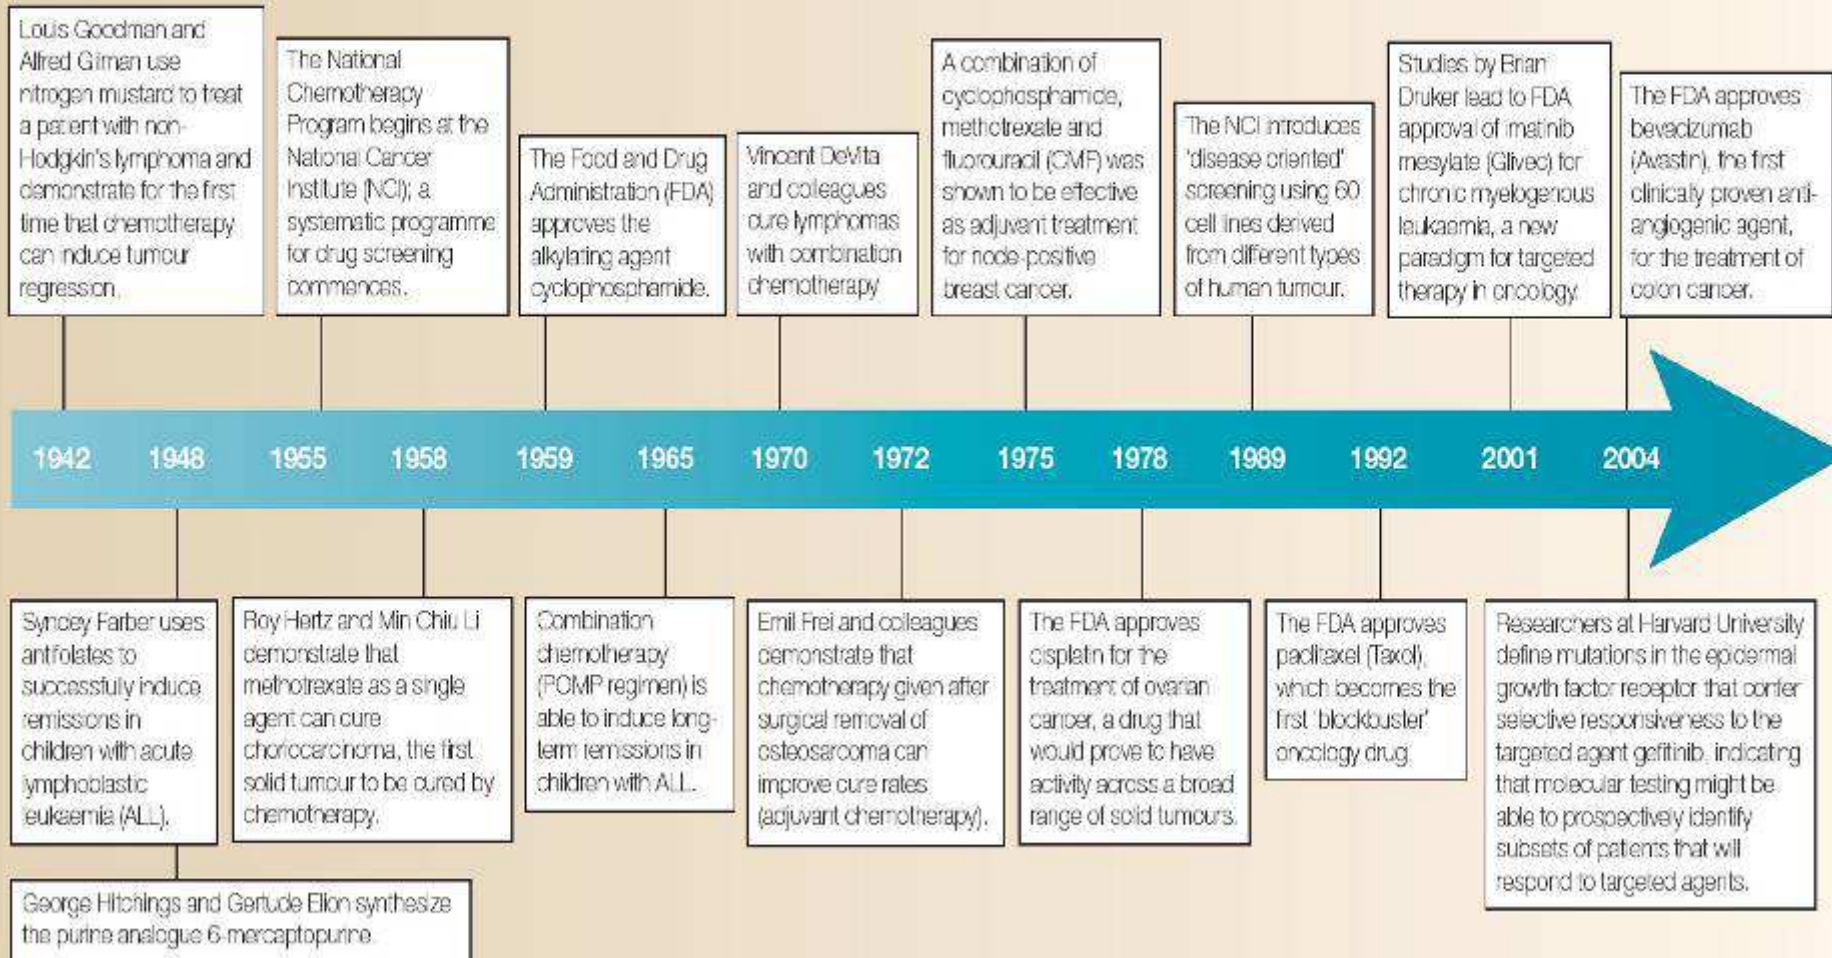 Louis Goodman and
Alfred Gilman use
nitrogen mustard to treat
a patient with non-
Hodgkin's lymphoma and
demonstrate for the first
time that chemotherapy
can induce tumour
regression.
The National
Chemotherapy
Program begins at the
National Cancer
Institute (NCI); a
systematic programme
for drug screening
commences.
The Food and Drug
Administration (FDA)
approves the
alkylating agent
cyclophosphamide.
Vincent DeVita
and colleagues
cure lymphomas
with combination
chemotherapy
A combination of
cyclophosphamide,
methotrexate and
fluorouracil (CMF) was
shown to be effective
as adjuvant treatment
for node-positive
breast cancer.
The NCI introduces
'disease oriented'
screening using 60
cell lines derived
from different types
of human tumour.
Studies by Brian
Druker lead to FDA
approval of imatinib
mesylate (Glivec) for
chronic myelogenous
leukaemia, a new
paradigm for targeted
therapy in oncology.
The FDA approves
bevacizumab
(Avastin), the first
clinically proven anti-
angiogenic agent,
for the treatment of
colon cancer.
1942 1948 1955 1958 1959 1965 1970 1972 1975 1978 1989 1992 2001 2004
Sydney Farber uses
antifolates to
successfully induce
remissions in
children with acute
lymphoblastic
leukaemia (ALL).
George Hitchings and Gertude Elion synthesize
the purine analogue 6-mercaptopurine.
Roy Hertz and Min Chiu Li
demonstrate that
methotrexate as a single
agent can cure
choriocarcinoma, the first
solid tumour to be cured by
chemotherapy.
Combination
chemotherapy
(POMP regimen) is
able to induce long-
term remissions in
children with ALL.
Emil Frei and colleagues
demonstrate that
chemotherapy given after
surgical removal of
osteosarcoma can
improve cure rates
(adjuvant chemotherapy).
The FDA approves
cisplatin for the
treatment of ovarian
cancer, a drug that
would prove to have
activity across a broad
range of solid tumours.
The FDA approves
paclitaxel (Taxol),
which becomes the
first 'blockbuster'
oncology drug.
Researchers at Harvard University
define mutations in the epidermal
growth factor receptor that confer
selective responsiveness to the
targeted agent gefitinib, indicating
that molecular testing might be
able to prospectively identify
subsets of patients that will
respond to targeted agents.